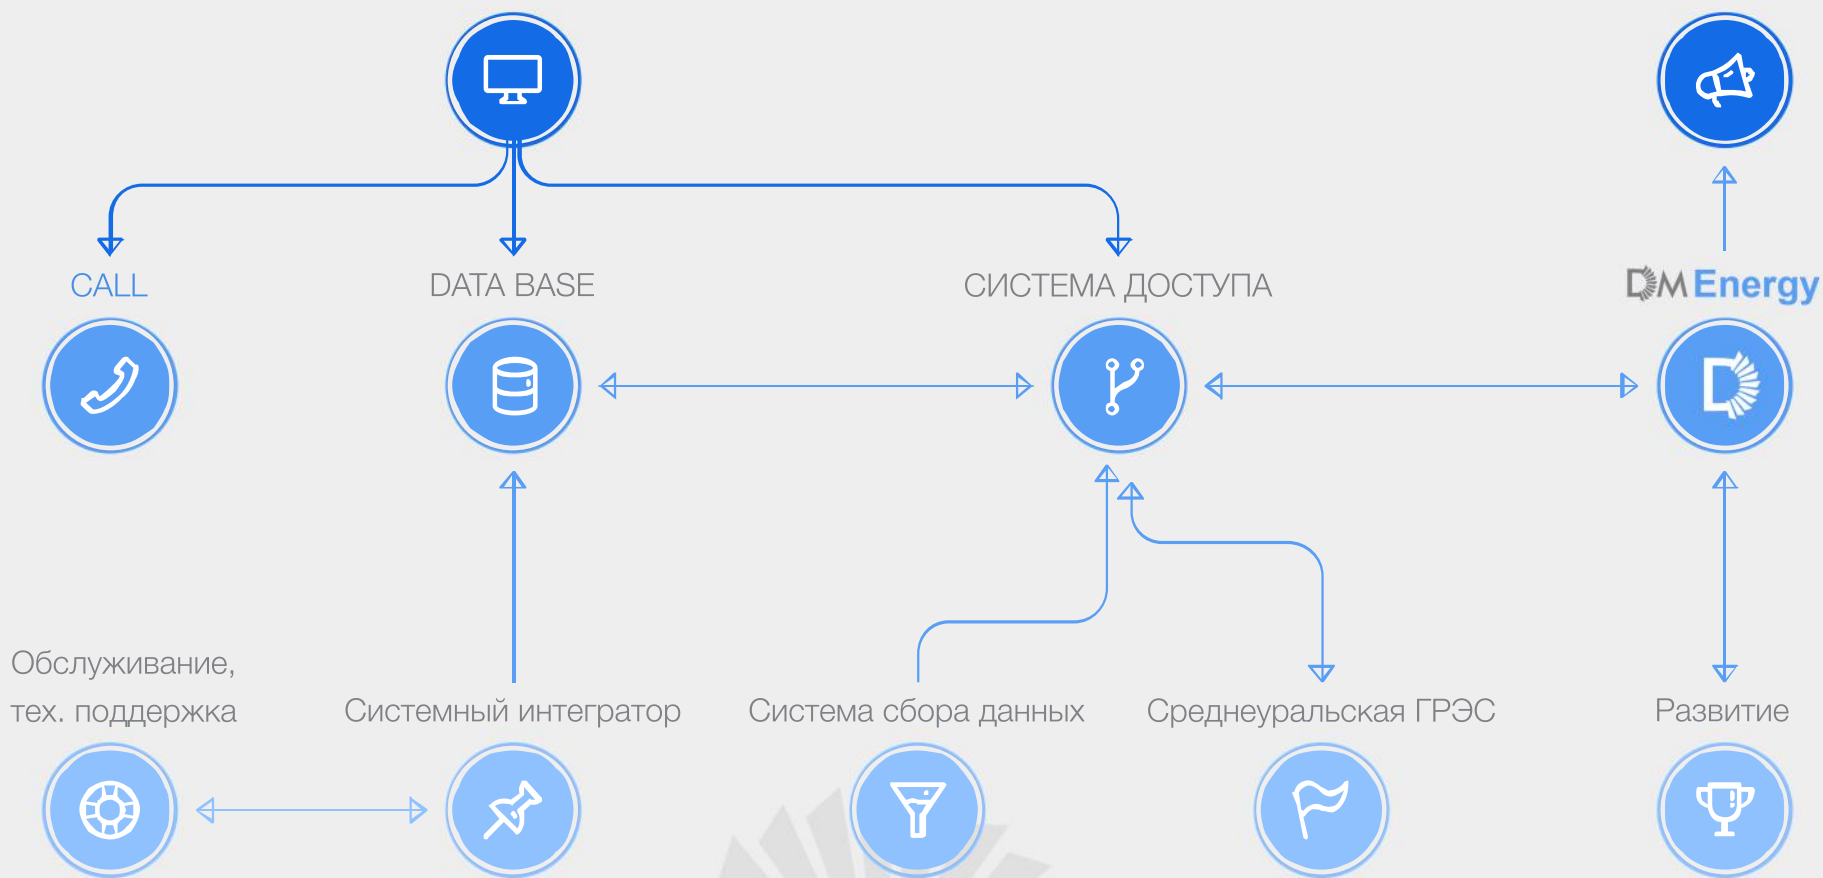 CALL
DATA BASE
СИСТЕМА ДОСТУПА
DM Energy
Обслуживание,
тех. поддержка
Системный интегратор
Система сбора данных
Среднеуральская ГРЭС
Развитие